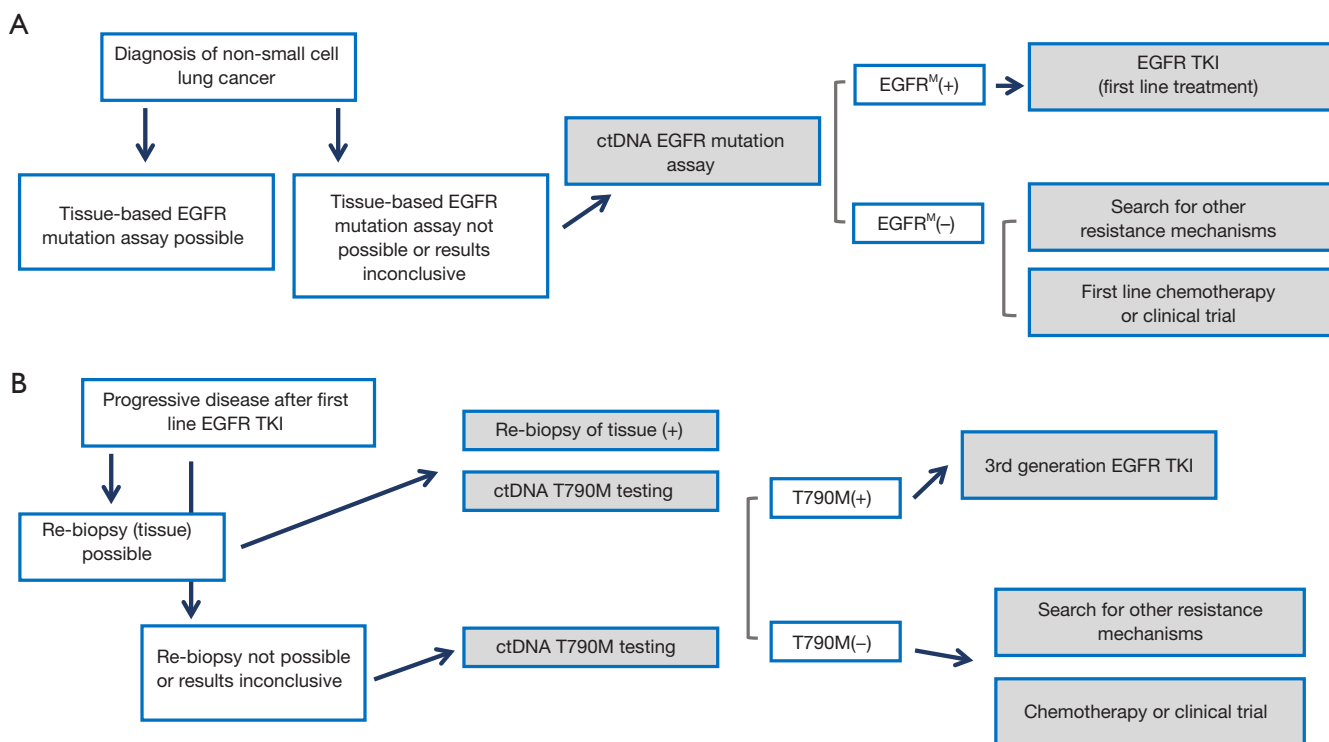 A
Diagnosis of non-small cell
lung cancer
Tissue-based EGFR
mutation assay possible
Tissue-based EGFR
mutation assay not
possible or results
inconclusive
ctDNA EGFR mutation
assay
EGFRᴹ(+)
EGFR TKI
(first line treatment)
EGFRᴹ(–)
Search for other
resistance mechanisms
First line chemotherapy
or clinical trial
B
Progressive disease after first
line EGFR TKI
Re-biopsy (tissue)
possible
Re-biopsy not possible
or results inconclusive
Re-biopsy of tissue (+)
ctDNA T790M testing
ctDNA T790M testing
T790M(+)
3rd generation EGFR TKI
T790M(–)
Search for other resistance
mechanisms
Chemotherapy or clinical trial